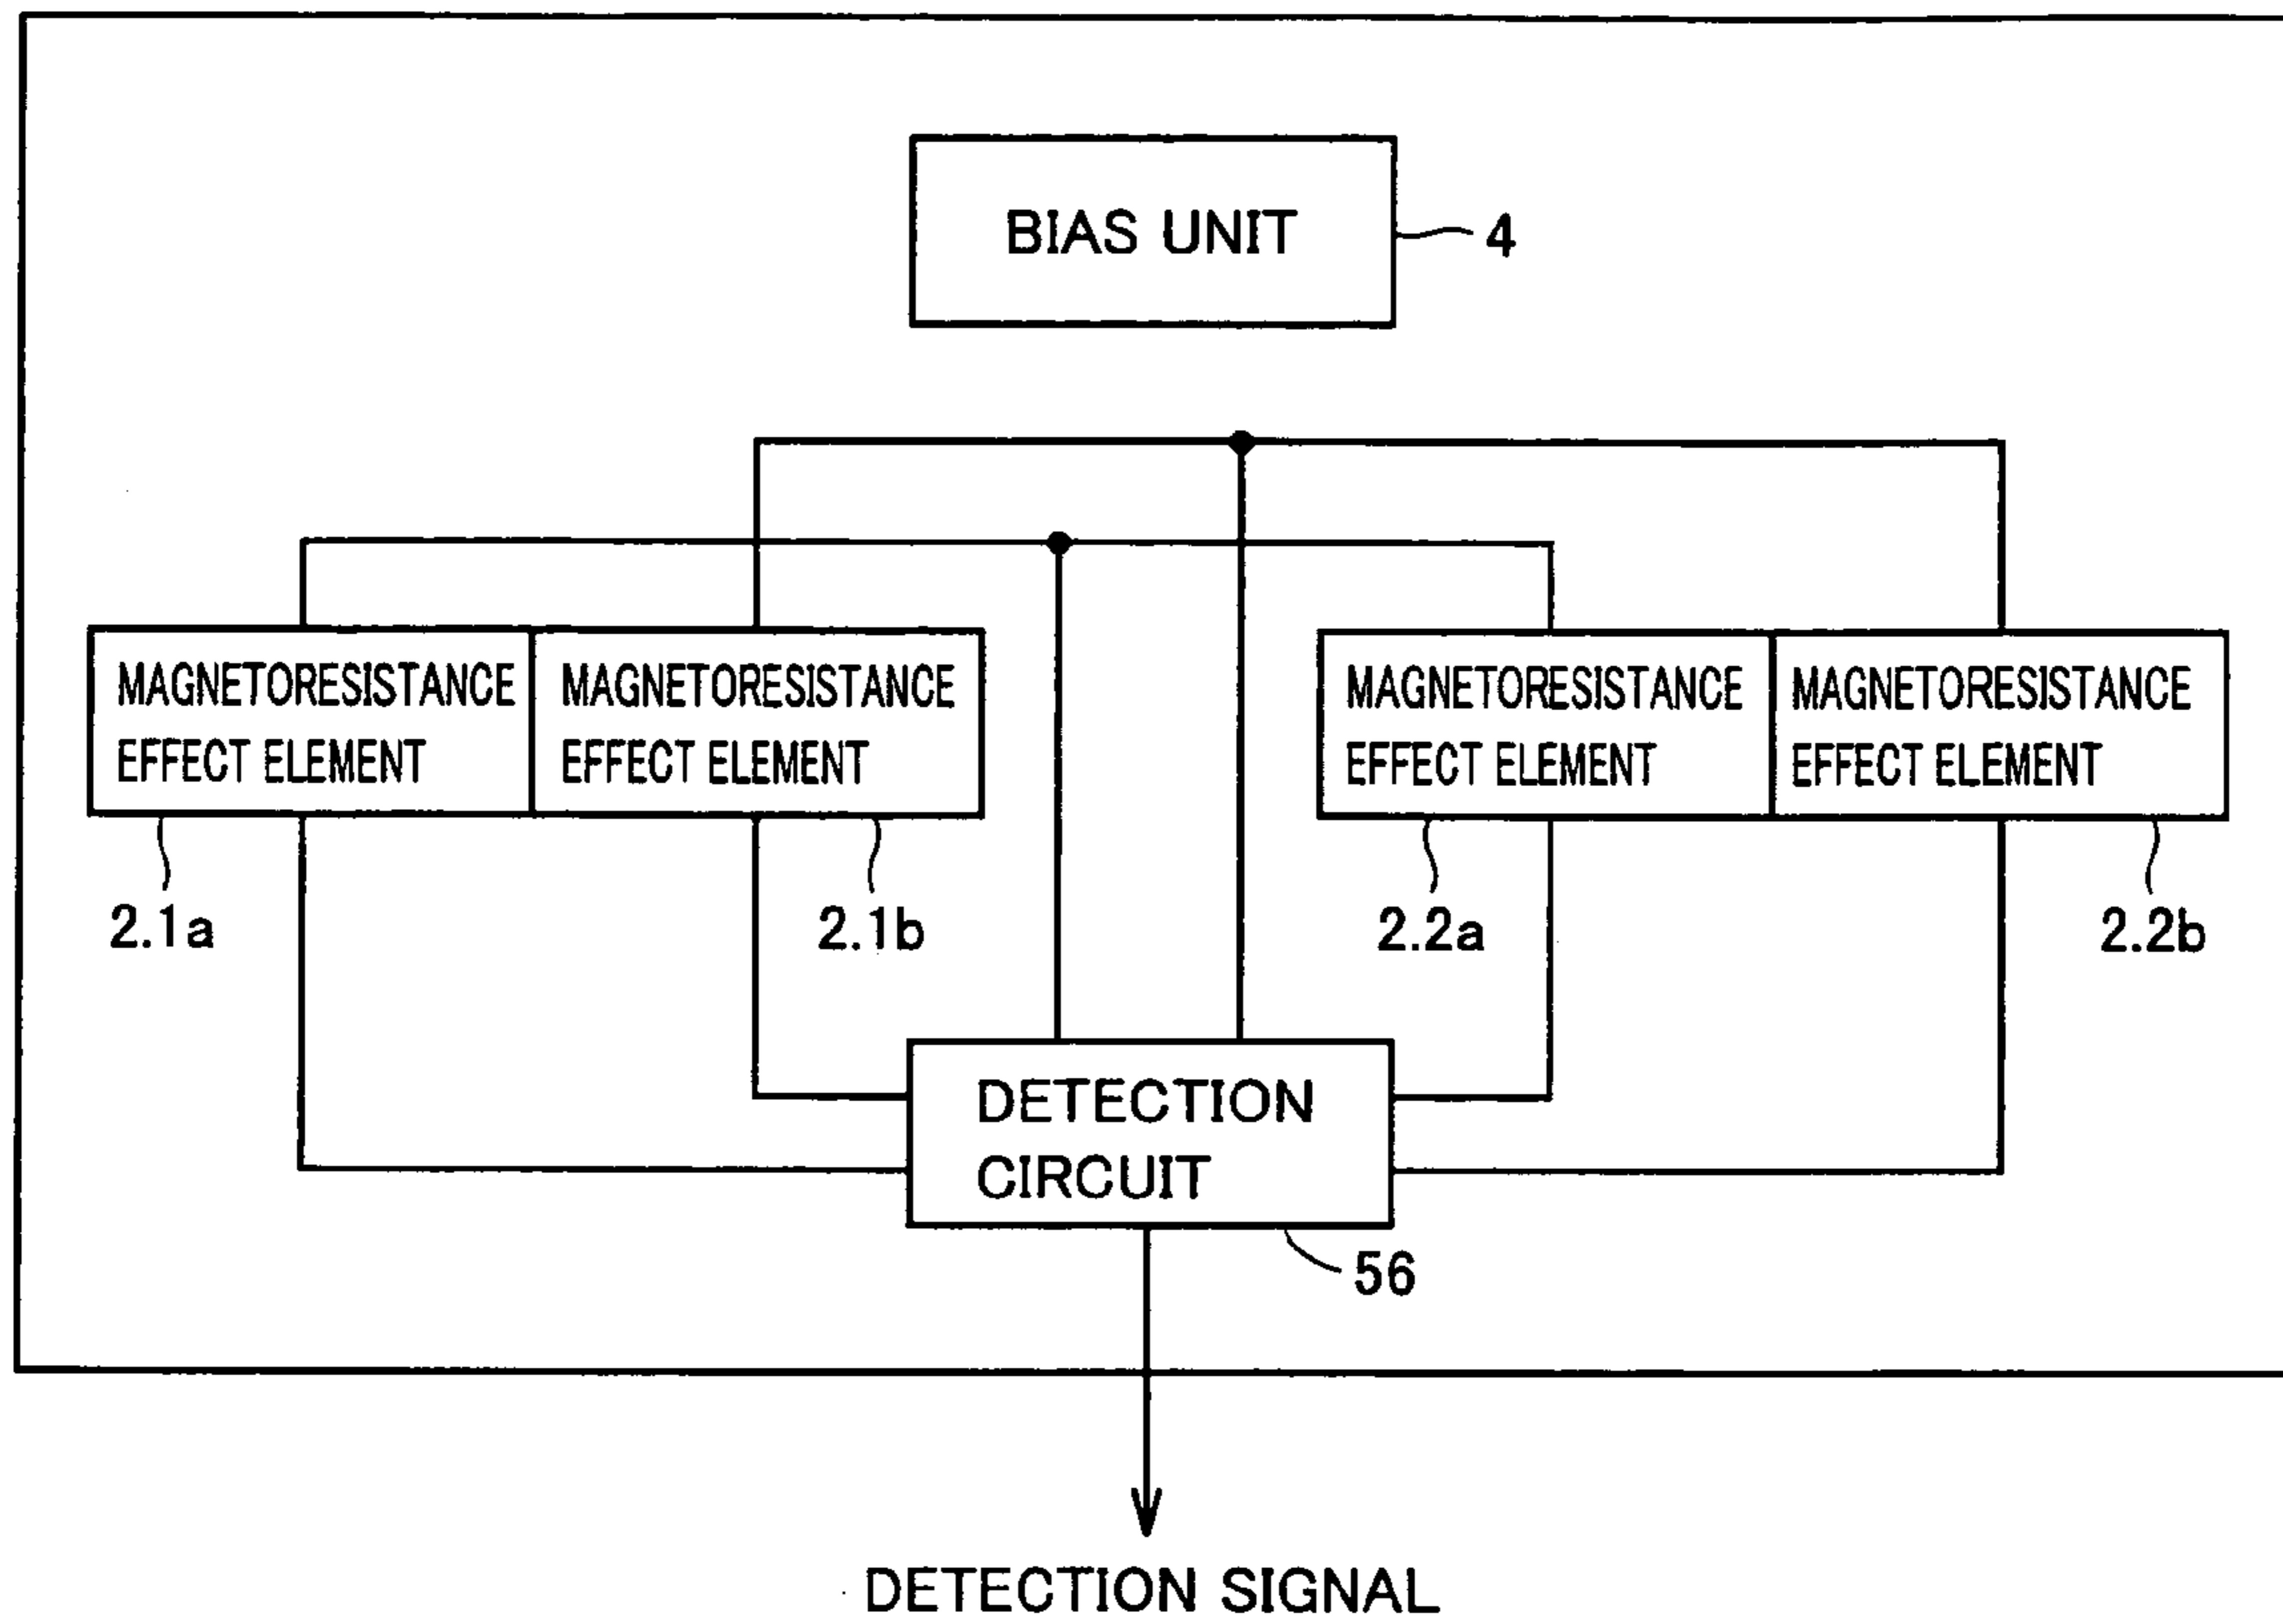 BIAS UNIT
4
MAGNETORESISTANCE
EFFECT ELEMENT
MAGNETORESISTANCE
EFFECT ELEMENT
MAGNETORESISTANCE
EFFECT ELEMENT
MAGNETORESISTANCE
EFFECT ELEMENT
2.1a
2.1b
2.2a
2.2b
DETECTION
CIRCUIT
56
DETECTION SIGNAL